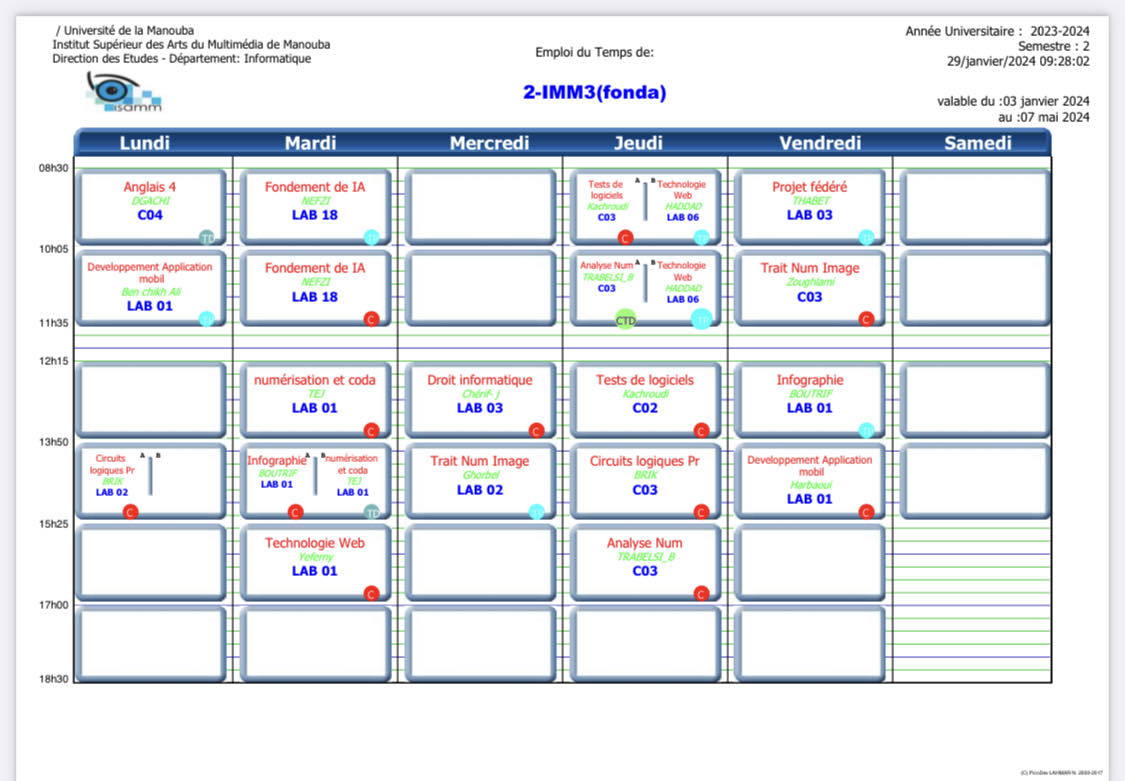 / Université de la Manouba
Institut Supérieur des Arts du Multimédia de Manouba
Direction des Etudes - Département: Informatique
isamm
Emploi du Temps de:
2-IMM3(fonda)
Année Universitaire : 2023-2024
Semestre : 2
29/janvier/2024 09:28:02
valable du :03 janvier 2024
au :07 mai 2024
Lundi Mardi Mercredi Jeudi Vendredi Samedi
08h30
Anglais 4
DGACHI
C04
TD
Fondement de IA
NEFZI
LAB 18
TP
Tests de
logiciels
Kachroudi
C03
C
A B
Technologie
Web
HADDAD
LAB 06
TP
Projet fédéré
THABET
LAB 03
TP
10h05
Developpement Application
mobil
Ben chikh Ali
LAB 01
TP
Fondement de IA
NEFZI
LAB 18
C
Analyse Num
TRABELSI_B
C03
CTD
A B
Technologie
Web
HADDAD
LAB 06
TP
Trait Num Image
Zoughlami
C03
C
11h35
12h15
numérisation et coda
TEJ
LAB 01
C
Droit informatique
Chérif- J
LAB 03
C
Tests de logiciels
Kachroudi
C02
C
Infographie
BOUTRIF
LAB 01
TP
13h50
Circuits
logiques Pr
BRIK
LAB 02
C
A B
Infographie
BOUTRIF
LAB 01
C
A B
numérisation
et coda
TEJ
LAB 01
TD
Trait Num Image
Ghorbel
LAB 02
TP
Circuits logiques Pr
BRIK
C03
C
Developpement Application
mobil
Harbaoui
LAB 01
C
15h25
Technologie Web
Yeferny
LAB 01
C
Analyse Num
TRABELSI_B
C03
C
17h00
18h30